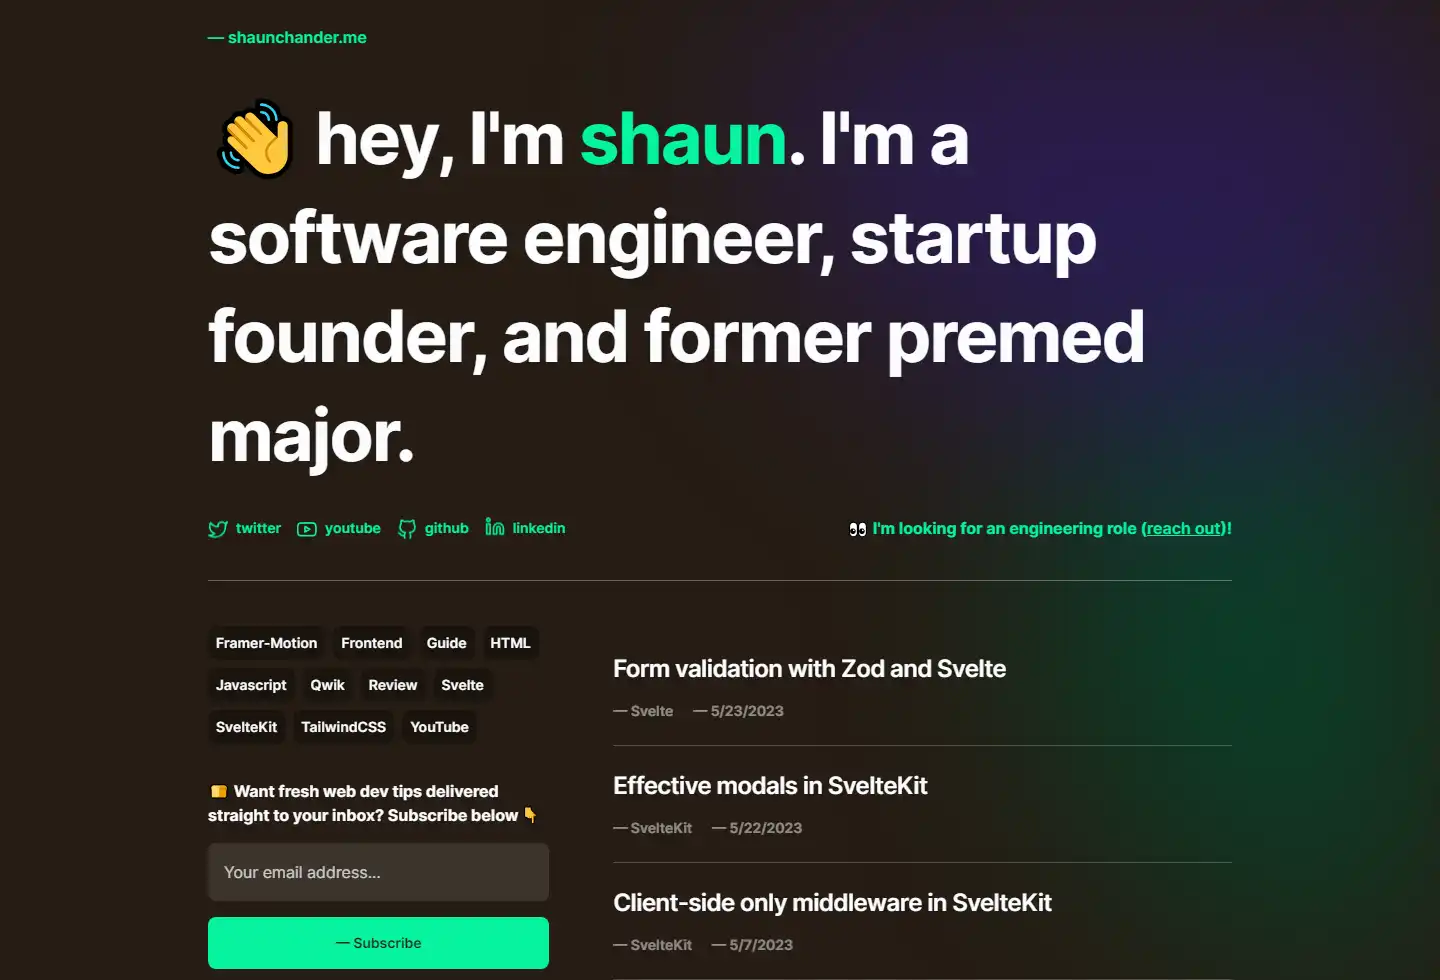 — shaunchander.me
👋 hey, I'm shaun. I'm a
software engineer, startup
founder, and former premed
major.
twitter youtube github linkedin
👀 I'm looking for an engineering role (reach out)!
Framer-Motion Frontend Guide HTML
Javascript Qwik Review Svelte
SvelteKit TailwindCSS YouTube
🍞 Want fresh web dev tips delivered
straight to your inbox? Subscribe below 👇
Your email address...
— Subscribe
Form validation with Zod and Svelte
— Svelte — 5/23/2023
Effective modals in SvelteKit
— SvelteKit — 5/22/2023
Client-side only middleware in SvelteKit
— SvelteKit — 5/7/2023